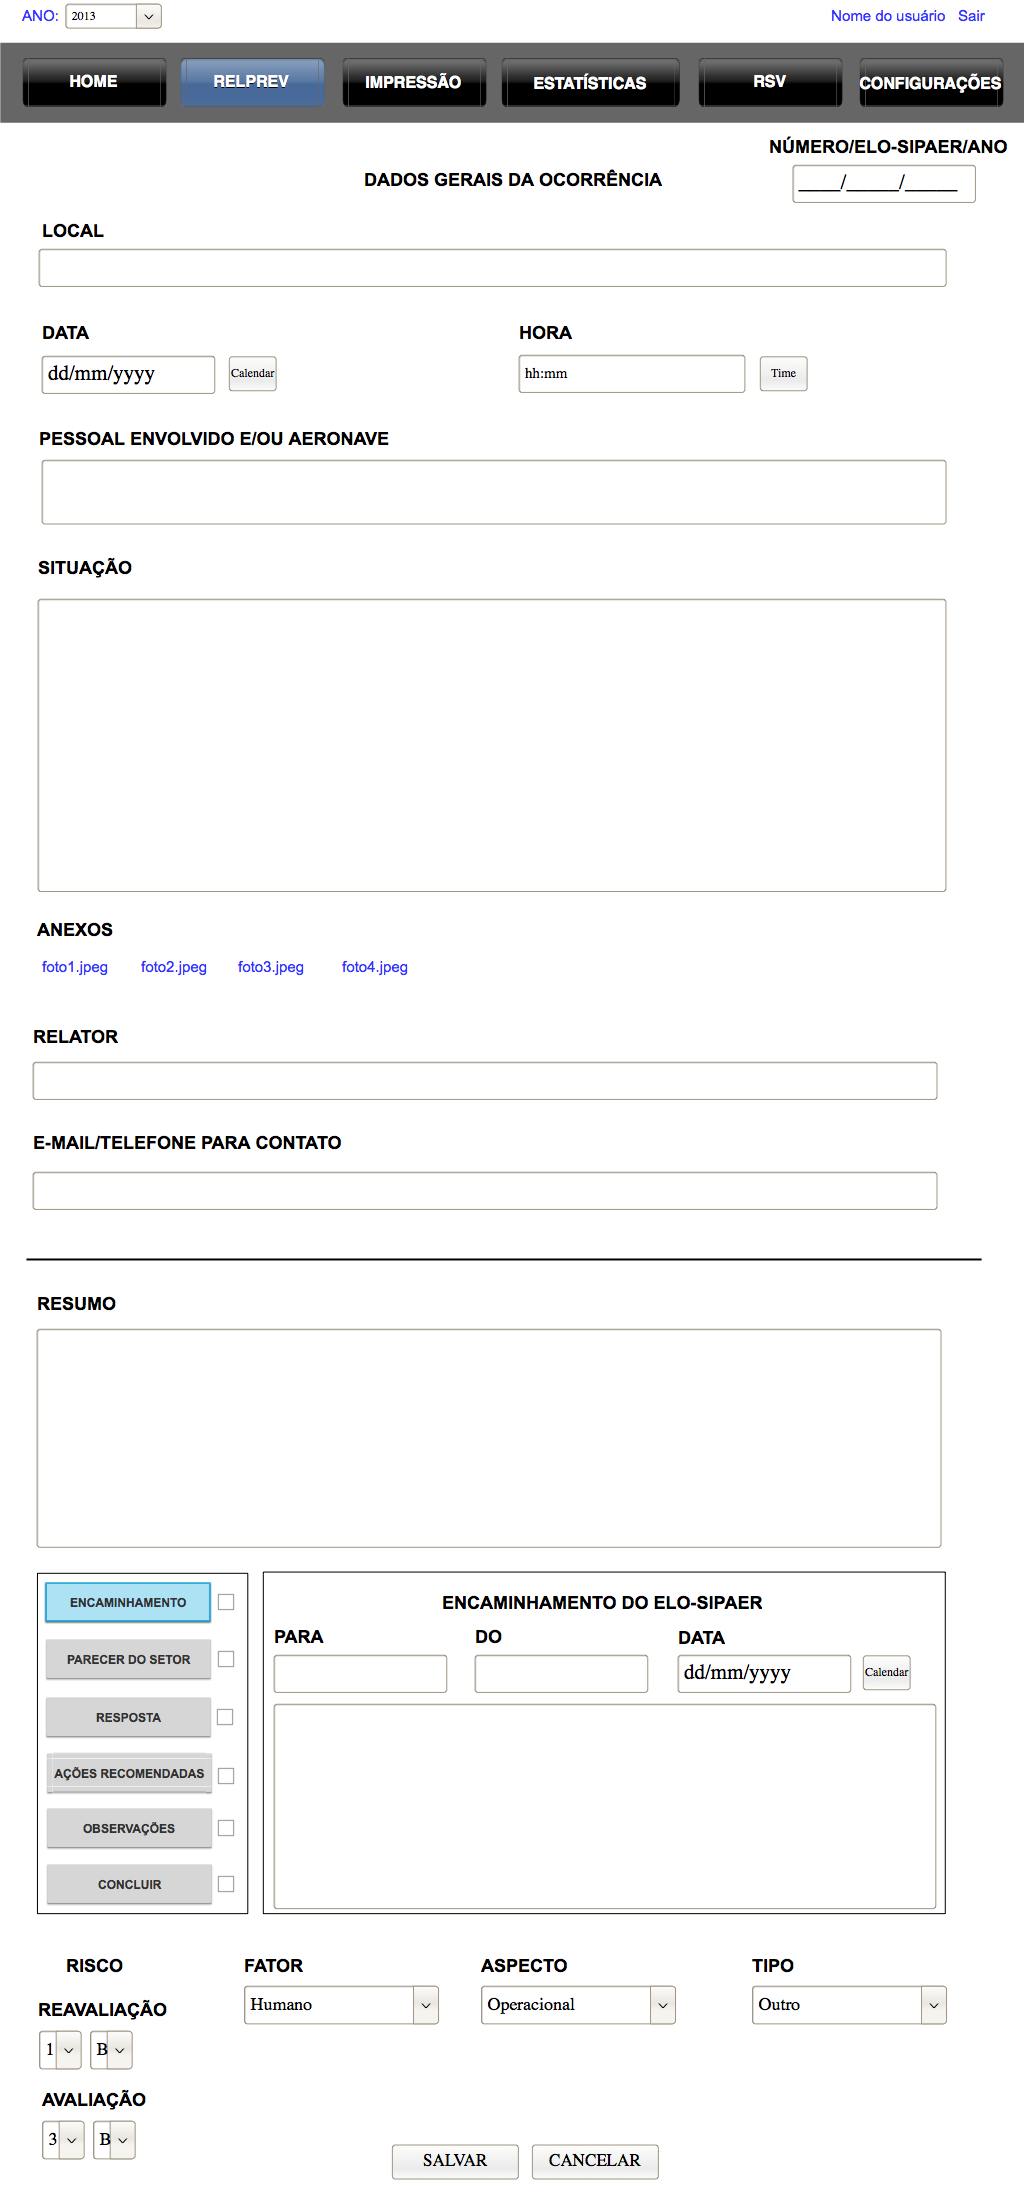 ANO: 2013 Nome do usuário Sair
HOME RELPREV IMPRESSÃO ESTATÍSTICAS RSV CONFIGURAÇÕES
NÚMERO/ELO-SIPAER/ANO
DADOS GERAIS DA OCORRÊNCIA ____/_____/_____
LOCAL
DATA HORA
dd/mm/yyyy Calendar hh:mm Time
PESSOAL ENVOLVIDO E/OU AERONAVE
SITUAÇÃO
ANEXOS
foto1.jpeg foto2.jpeg foto3.jpeg foto4.jpeg
RELATOR
E-MAIL/TELEFONE PARA CONTATO
RESUMO
ENCAMINHAMENTO
PARECER DO SETOR
RESPOSTA
AÇÕES RECOMENDADAS
OBSERVAÇÕES
CONCLUIR
ENCAMINHAMENTO DO ELO-SIPAER
PARA DO DATA
dd/mm/yyyy Calendar
RISCO FATOR ASPECTO TIPO
Humano Operacional Outro
REAVALIAÇÃO
1 B
AVALIAÇÃO
3 B
SALVAR CANCELAR